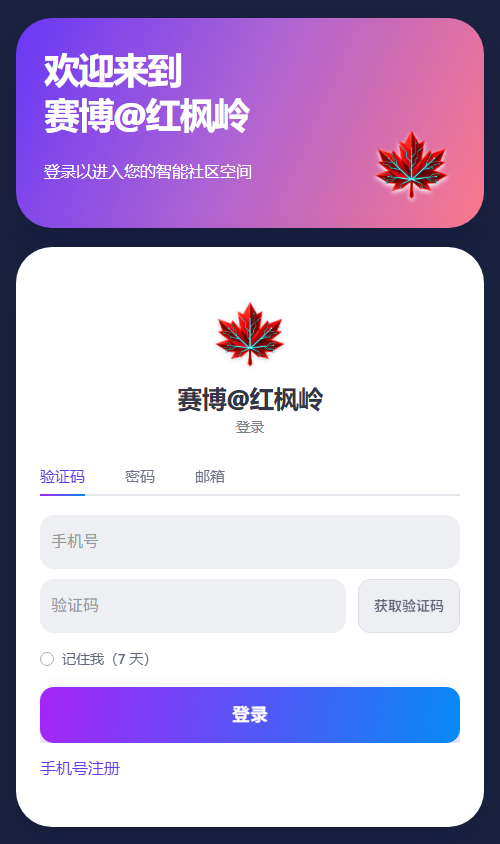 欢迎来到
赛博@红枫岭
登录以进入您的智能社区空间
赛博@红枫岭
登录
验证码 密码 邮箱
手机号
验证码 获取验证码
记住我（7 天）
登录
手机号注册